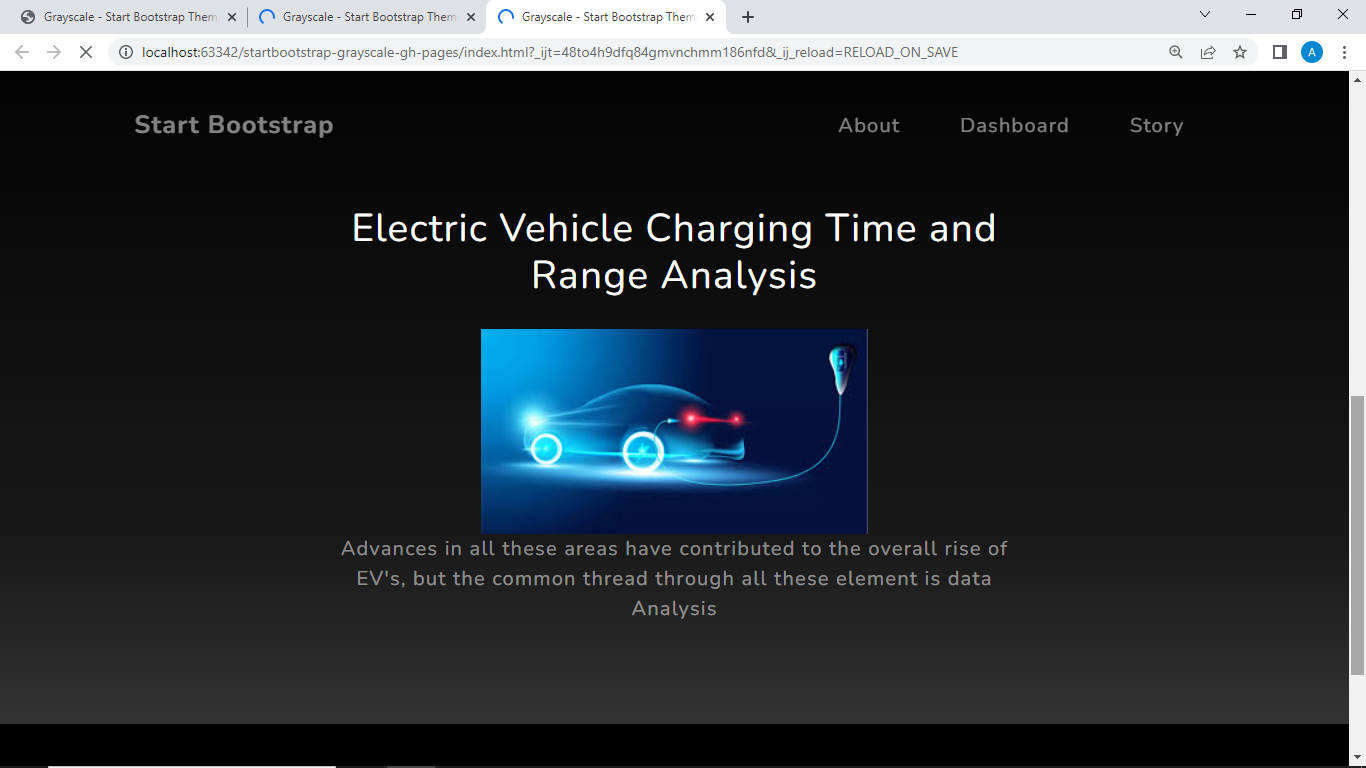 Grayscale - Start Bootstrap Them
Grayscale - Start Bootstrap Them
Grayscale - Start Bootstrap Them
localhost:63342/startbootstrap-grayscale-gh-pages/index.html?_ijt=48to4h9dfq84gmvnchmm186nfd&_ij_reload=RELOAD_ON_SAVE
A
Start Bootstrap
About
Dashboard
Story
Electric Vehicle Charging Time and
Range Analysis
Advances in all these areas have contributed to the overall rise of
EV's, but the common thread through all these element is data
Analysis